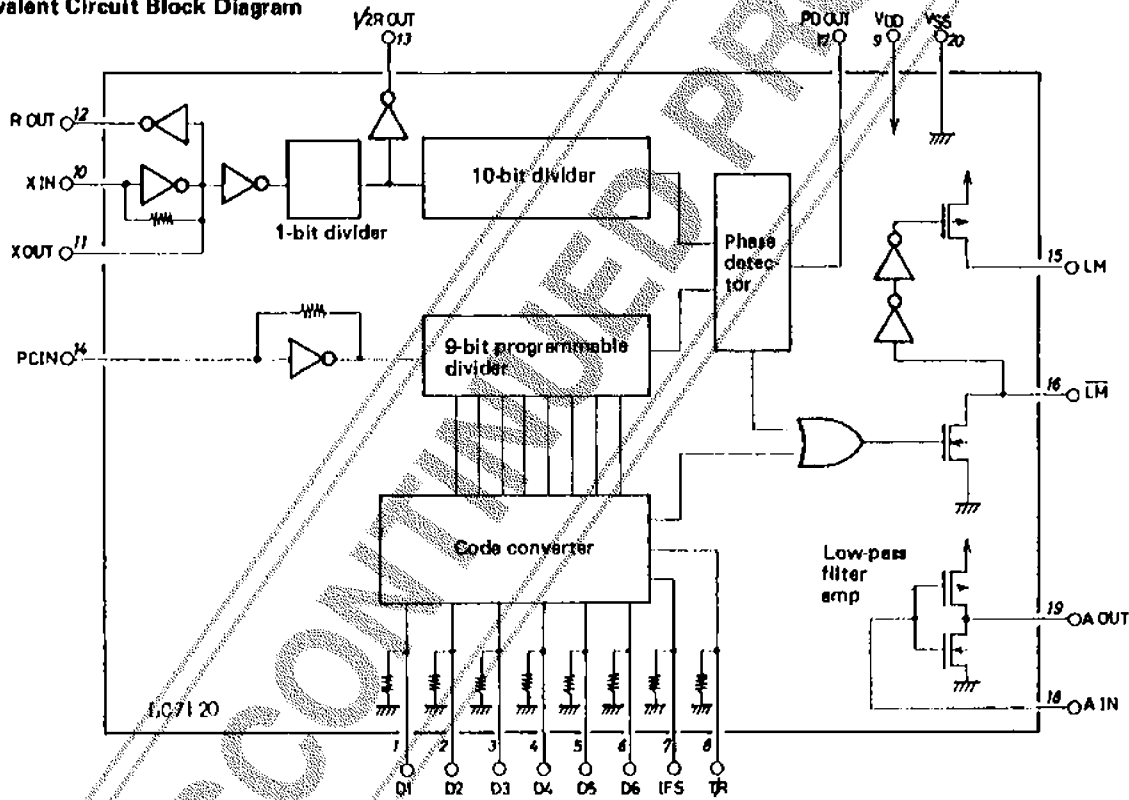 valent Circuit Block Diagram
1/2R OUT
13
PD OUT
17
VDD
9
VSS
20
R OUT 12
X IN 10
X OUT 11
1-bit divider
10-bit divider
Phase
detec-
tor
15 LM
PCIN 14
9-bit programmable
divider
16 LM
Code converter
Low-pass
filter
amp
19 A OUT
18 A IN
1 2 3 4 5 6 7 8
D1 D2 D3 D4 D5 D6 IFS T/R
DISCONTINUED PR